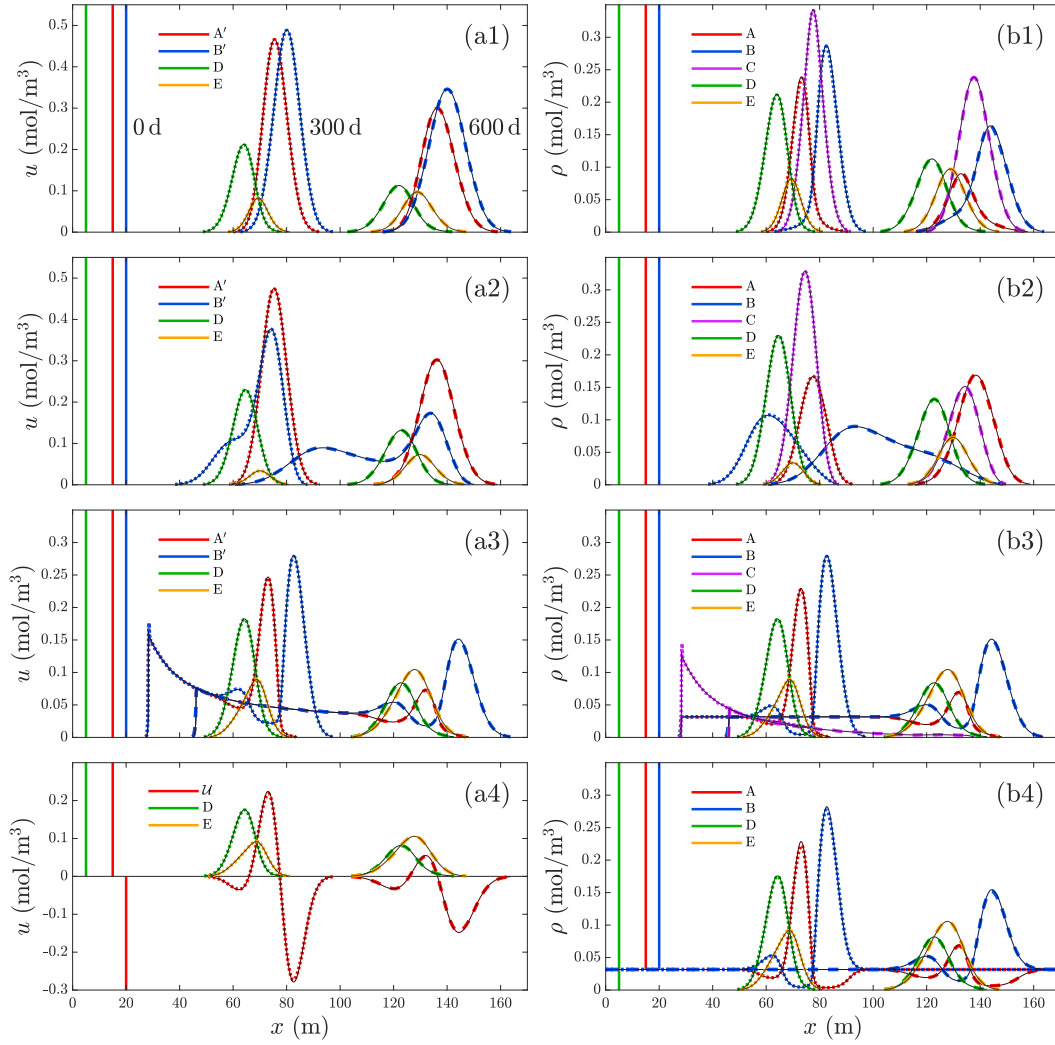 0.5
0.4
0.3
0.2
0.1
0
u (mol/m³)
A′
B′
D
E
(a1)
0 d
300 d
600 d
0.3
0.25
0.2
0.15
0.1
0.05
0
ρ (mol/m³)
A
B
C
D
E
(b1)
0.5
0.4
0.3
0.2
0.1
0
u (mol/m³)
A′
B′
D
E
(a2)
0.3
0.25
0.2
0.15
0.1
0.05
0
ρ (mol/m³)
A
B
C
D
E
(b2)
0.3
0.25
0.2
0.15
0.1
0.05
0
u (mol/m³)
A′
B′
D
E
(a3)
0.3
0.25
0.2
0.15
0.1
0.05
0
ρ (mol/m³)
A
B
C
D
E
(b3)
0.2
0.1
0
-0.1
-0.3
u (mol/m³)
𝒰
D
E
(a4)
0 20 40 60 80 100 120 140 160
x (m)
0.3
0.25
0.2
0.15
0.1
0.05
0
ρ (mol/m³)
A
B
D
E
(b4)
0 20 40 60 80 100 120 140 160
x (m)